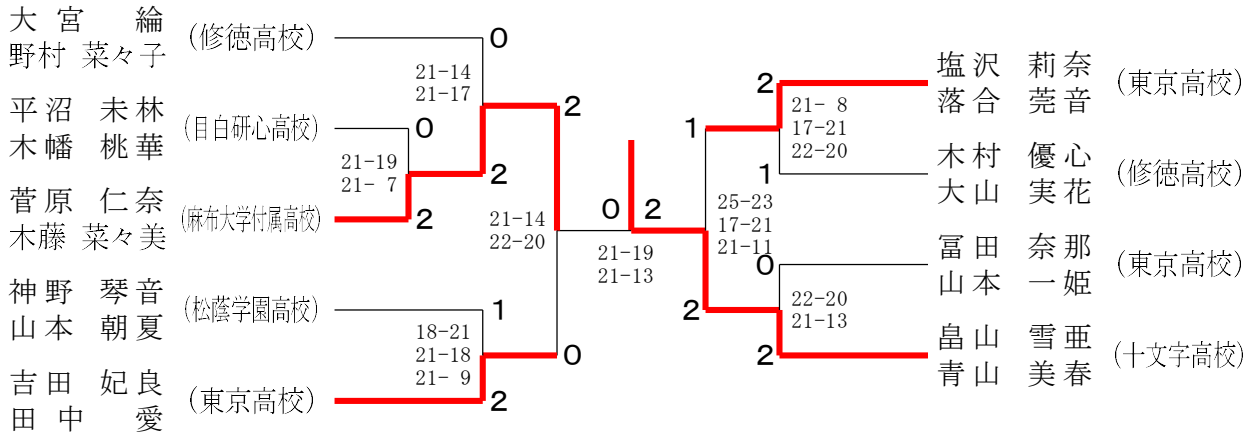 大宮 綸
野村 菜々子
(修徳高校)
0
21-14
21-17
平沼 未林
木幡 桃華
(目白研心高校)
0
21-19
21- 7
2
2
菅原 仁奈
木藤 菜々美
(麻布大学付属高校)
2
21-14
22-20
神野 琴音
山本 朝夏
(松蔭学園高校)
1
18-21
21-18
21- 9
0
吉田 妃良
田中 愛
(東京高校)
2
0
2
21-19
21-13
塩沢 莉奈
落合 莞音
(東京高校)
2
21- 8
17-21
22-20
1
木村 優心
大山 実花
(修徳高校)
1
25-23
17-21
21-11
冨田 奈那
山本 一姫
(東京高校)
0
22-20
21-13
2
畠山 雪亜
青山 美春
(十文字高校)
2